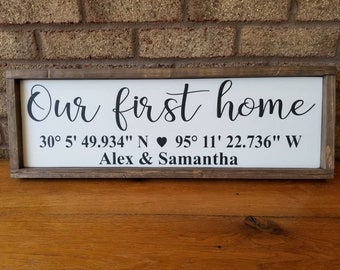 Our first home
30° 5' 49.934" N ♥ 95° 11' 22.736" W
Alex & Samantha